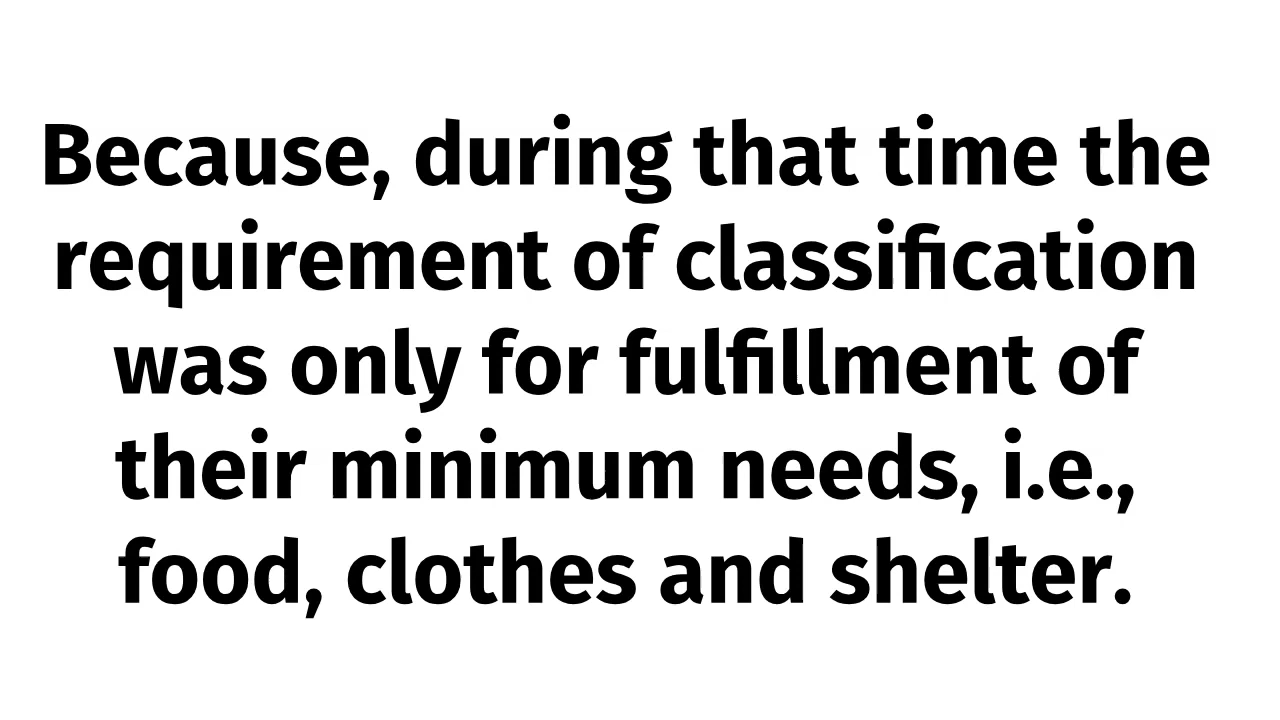 Because, during that time the
requirement of classification
was only for fulfillment of
their minimum needs, i.e.,
food, clothes and shelter.